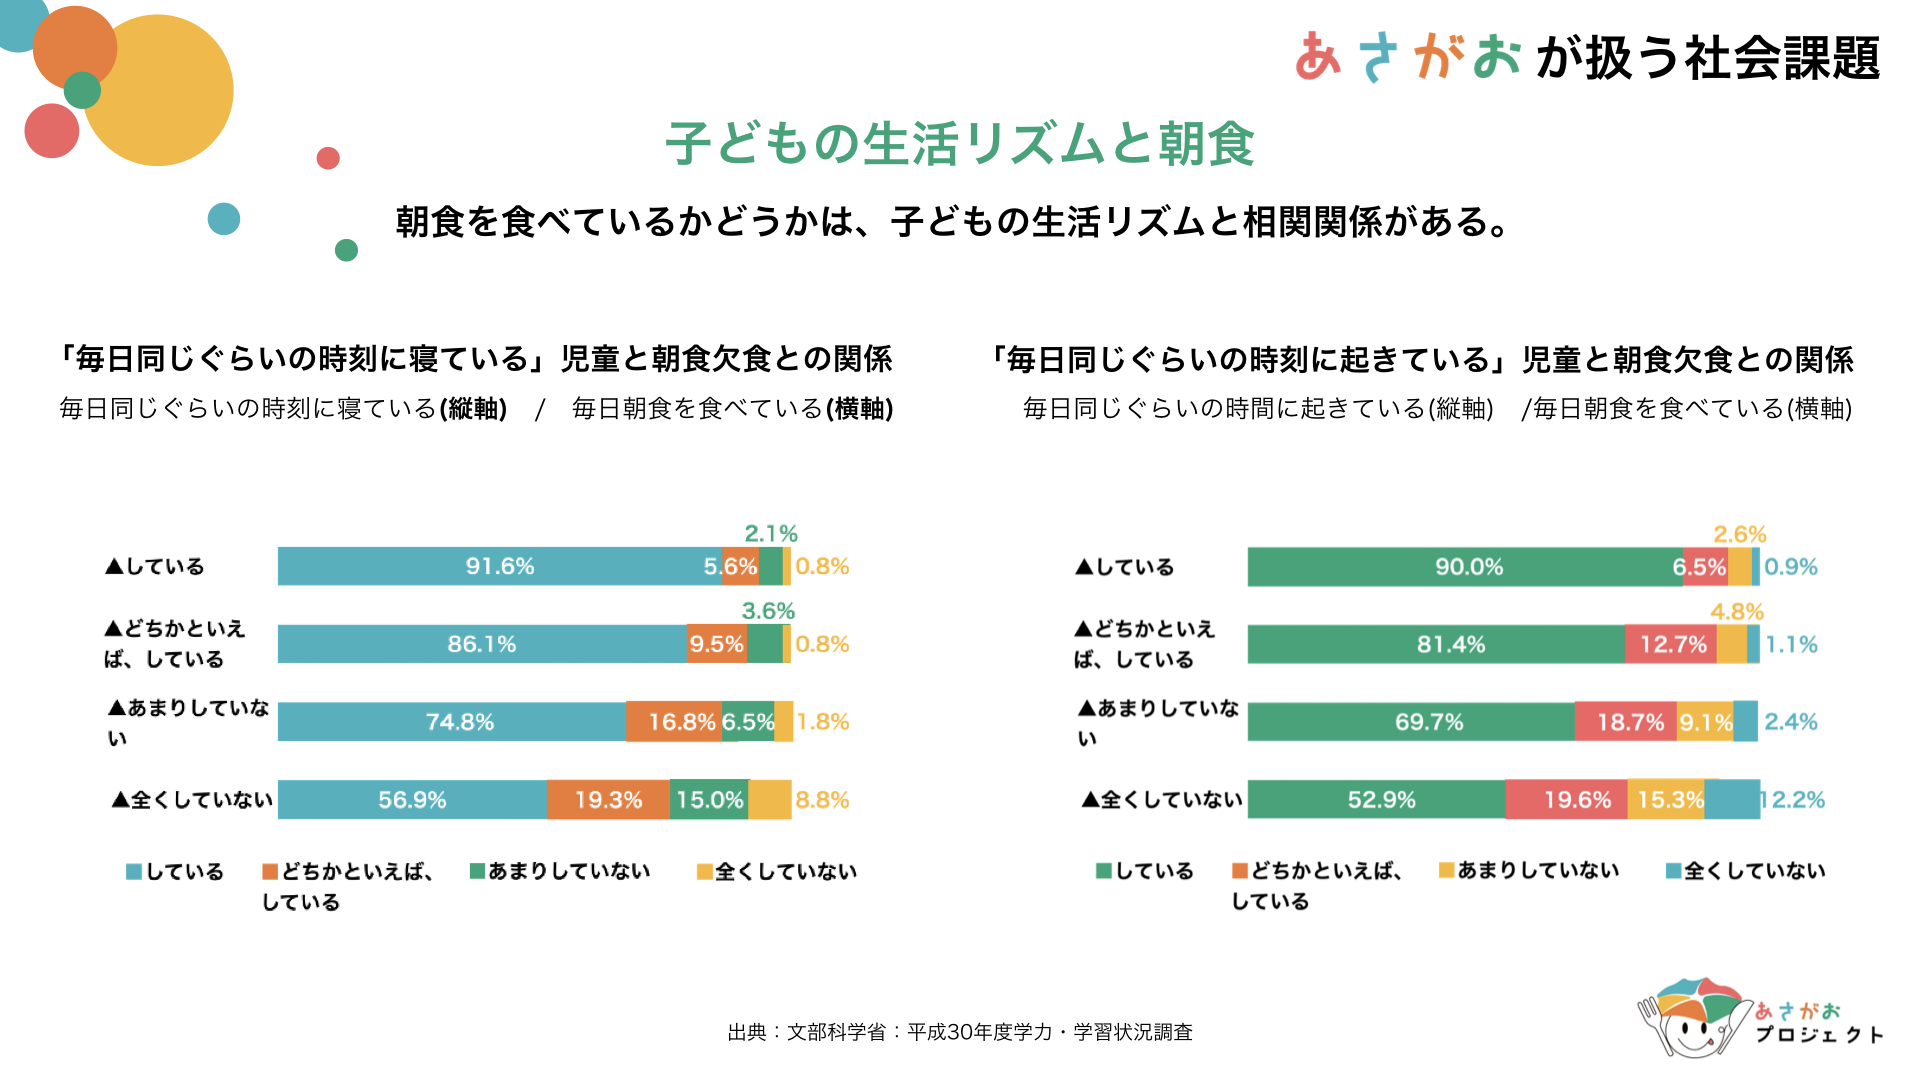 あさがおが扱う社会課題
子どもの生活リズムと朝食
朝食を食べているかどうかは、子どもの生活リズムと相関関係がある。
「毎日同じぐらいの時刻に寝ている」児童と朝食欠食との関係
毎日同じぐらいの時刻に寝ている(縦軸)　/　毎日朝食を食べている(横軸)
2.1%
▲している 91.6% 5.6% 0.8%
3.6%
▲どちかといえ
ば、している 86.1% 9.5% 0.8%
▲あまりしていな
い 74.8% 16.8% 6.5% 1.8%
▲全くしていない 56.9% 19.3% 15.0% 8.8%
■している ■どちかといえば、 ■あまりしていない ■全くしていない
している
「毎日同じぐらいの時刻に起きている」児童と朝食欠食との関係
毎日同じぐらいの時間に起きている(縦軸)　/毎日朝食を食べている(横軸)
2.6%
▲している 90.0% 6.5% 0.9%
4.8%
▲どちかといえ
ば、している 81.4% 12.7% 1.1%
▲あまりしていな
い 69.7% 18.7% 9.1% 2.4%
▲全くしていない 52.9% 19.6% 15.3% 12.2%
■している ■どちかといえば、 ■あまりしていない ■全くしていない
している
出典：文部科学省：平成30年度学力・学習状況調査
あさがお
プロジェクト